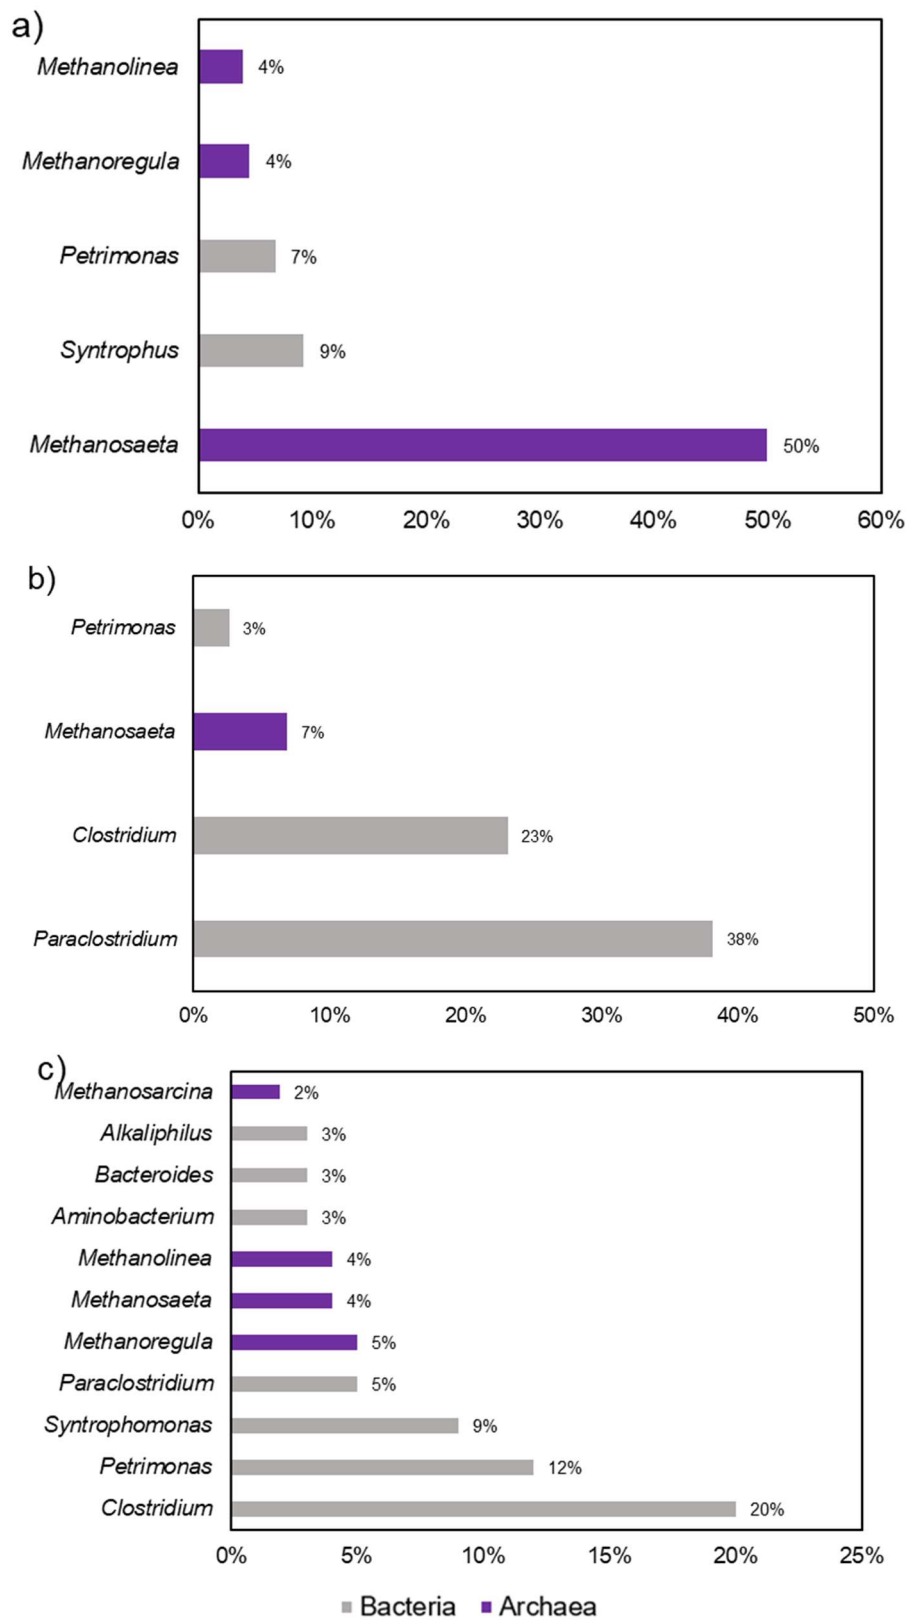 a)
Methanolinea 4%
Methanoregula 4%
Petrimonas 7%
Syntrophus 9%
Methanosaeta 50%
0% 10% 20% 30% 40% 50% 60%
b)
Petrimonas 3%
Methanosaeta 7%
Clostridium 23%
Paraclostridium 38%
0% 10% 20% 30% 40% 50%
c)
Methanosarcina 2%
Alkaliphilus 3%
Bacteroides 3%
Aminobacterium 3%
Methanolinea 4%
Methanosaeta 4%
Methanoregula 5%
Paraclostridium 5%
Syntrophomonas 9%
Petrimonas 12%
Clostridium 20%
0% 5% 10% 15% 20% 25%
Bacteria Archaea